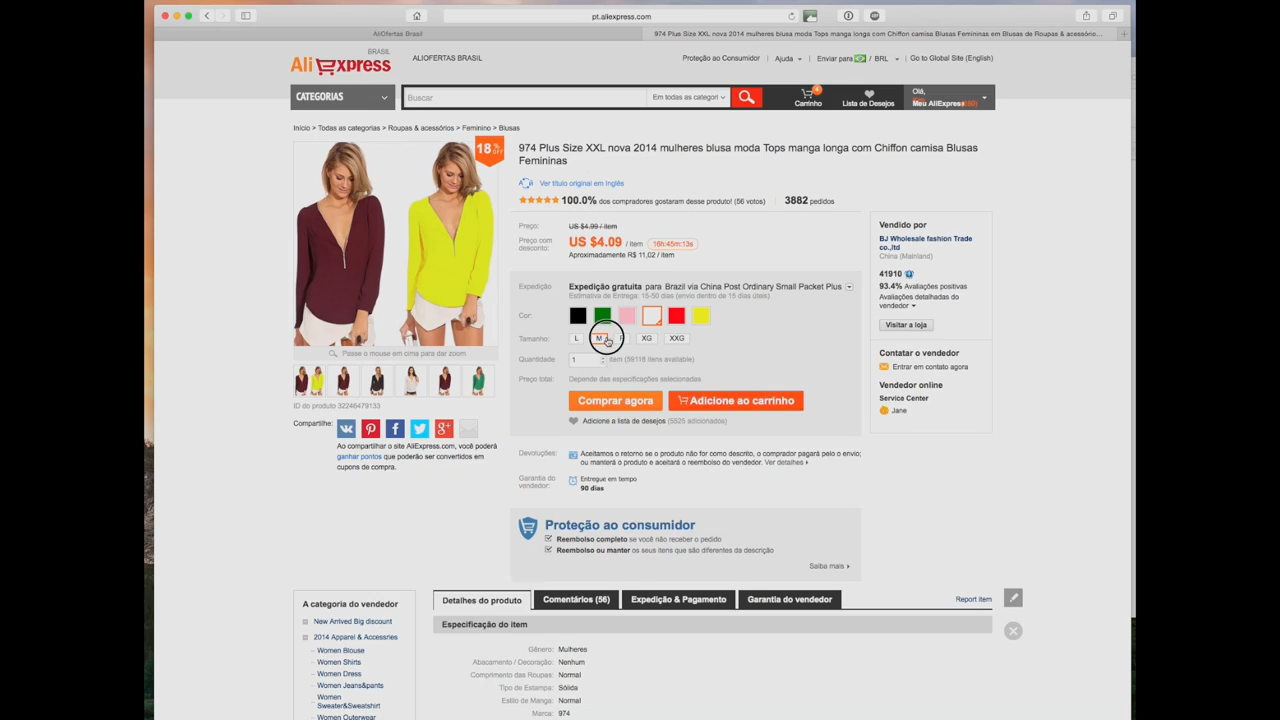 pt.aliexpress.com
AliOfertas Brasil
974 Plus Size XXL nova 2014 mulheres blusa moda Tops manga longa com Chiffon camisa Blusas Femininas em Blusas de Roupas & acessório...
BRASIL
AliExpress
ALIOFERTAS BRASIL
Proteção ao Consumidor
Ajuda
Enviar para / BRL
Go to Global Site (English)
CATEGORIAS
Buscar
Em todas as categori
4
Carrinho
Lista de Desejos
Olá,
Meu AliExpress
Início > Todas as categorias > Roupas & acessórios > Feminino > Blusas
18 % OFF
974 Plus Size XXL nova 2014 mulheres blusa moda Tops manga longa com Chiffon camisa Blusas
Femininas
Ver título original em Inglês
100.0% dos compradores gostaram desse produto! (56 votos)
3882 pedidos
Preço: US $4.99 / item
Preço com desconto: US $4.09 / item 16h:45m:13s
Aproximadamente R$ 11,02 / item
Expedição Expedição gratuita para Brazil via China Post Ordinary Small Packet Plus
Estimativa de Entrega: 16-50 dias (envio dentro de 15 dias úteis)
Cor:
Tamanho: L M XG XXG
Quantidade: 1 item (59118 itens available)
Preço total: Depende das especificações selecionadas
Comprar agora
Adicione ao carrinho
Adicione a lista de desejos (5525 adicionados)
Devoluções: Aceitamos o retorno se o produto não for como descrito, o comprador pagará pelo o envio;
ou manterá o produto e aceitará o reembolso do vendedor. Ver detalhes
Garantia do vendedor: Entregue em tempo
90 dias
Proteção ao consumidor
Reembolso completo se você não receber o pedido
Reembolso ou manter os seus itens que são diferentes da descrição
Saiba mais
Vendido por
BJ Wholesale fashion Trade
co.,ltd
China (Mainland)
41910
93.4% Avaliações positivas
Avaliações detalhadas do
vendedor
Visitar a loja
Contatar o vendedor
Entrar em contato agora
Vendedor online
Service Center
Jane
Passe o mouse em cima para dar zoom
ID do produto 32246479133
Compartilhe:
Ao compartilhar o site AliExpress.com, você poderá
ganhar pontos que poderão ser convertidos em
cupons de compra.
A categoria do vendedor
New Arrived Big discount
2014 Apparel & Accessries
Women Blouse
Women Shirts
Women Dress
Women Jeans&pants
Women
Sweater&Sweatshirt
Women Outerwear
Detalhes do produto
Comentários (56)
Expedição & Pagamento
Garantia do vendedor
Report item
Especificação do item
Gênero: Mulheres
Abacamento / Decoração: Nenhum
Comprimento das Roupas: Normal
Tipo de Estampa: Sólida
Estilo de Manga: Normal
Marca: 974